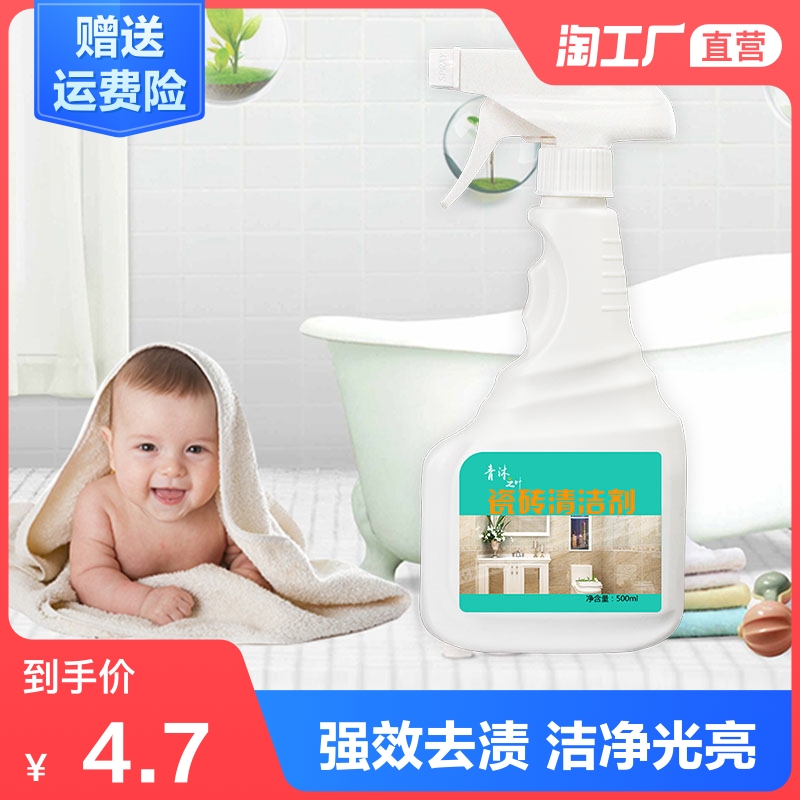 赠送
运费险
淘工厂 直营
SPRAY
青沐之叶
瓷砖清洁剂
净含量：500ml
到手价
¥ 4.7
强效去渍 洁净光亮